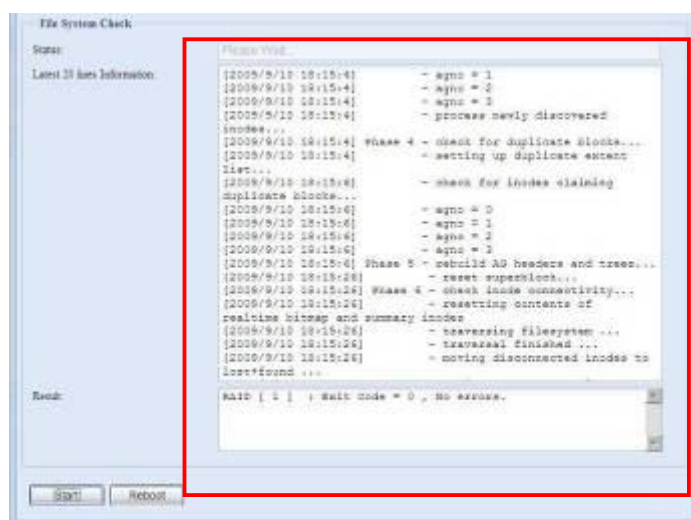 File System Check
Status:
Please Wait...
Latest 20 lines Information:
[2009/9/10 18:15:4] - agno = 1
[2009/9/10 18:15:4] - agno = 2
[2009/9/10 18:15:4] - agno = 3
[2009/9/10 18:15:4] - process newly discovered
inodes...
[2009/9/10 18:15:4] Phase 4 - check for duplicate blocks...
[2009/9/10 18:15:4] - setting up duplicate extent
list...
[2009/9/10 18:15:6] - check for inodes claiming
duplicate blocks...
[2009/9/10 18:15:6] - agno = 0
[2009/9/10 18:15:6] - agno = 1
[2009/9/10 18:15:6] - agno = 2
[2009/9/10 18:15:6] - agno = 3
[2009/9/10 18:15:6] Phase 5 - rebuild AG headers and trees...
[2009/9/10 18:15:26] - reset superblock...
[2009/9/10 18:15:26] Phase 6 - check inode connectivity...
[2009/9/10 18:15:26] - resetting contents of
realtime bitmap and summary inodes
[2009/9/10 18:15:26] - traversing filesystem ...
[2009/9/10 18:15:26] - traversal finished ...
[2009/9/10 18:15:26] - moving disconnected inodes to
lost+found ...
Result:
RAID [ 1 ] : Exit Code = 0 , No errors.
Start!
Reboot